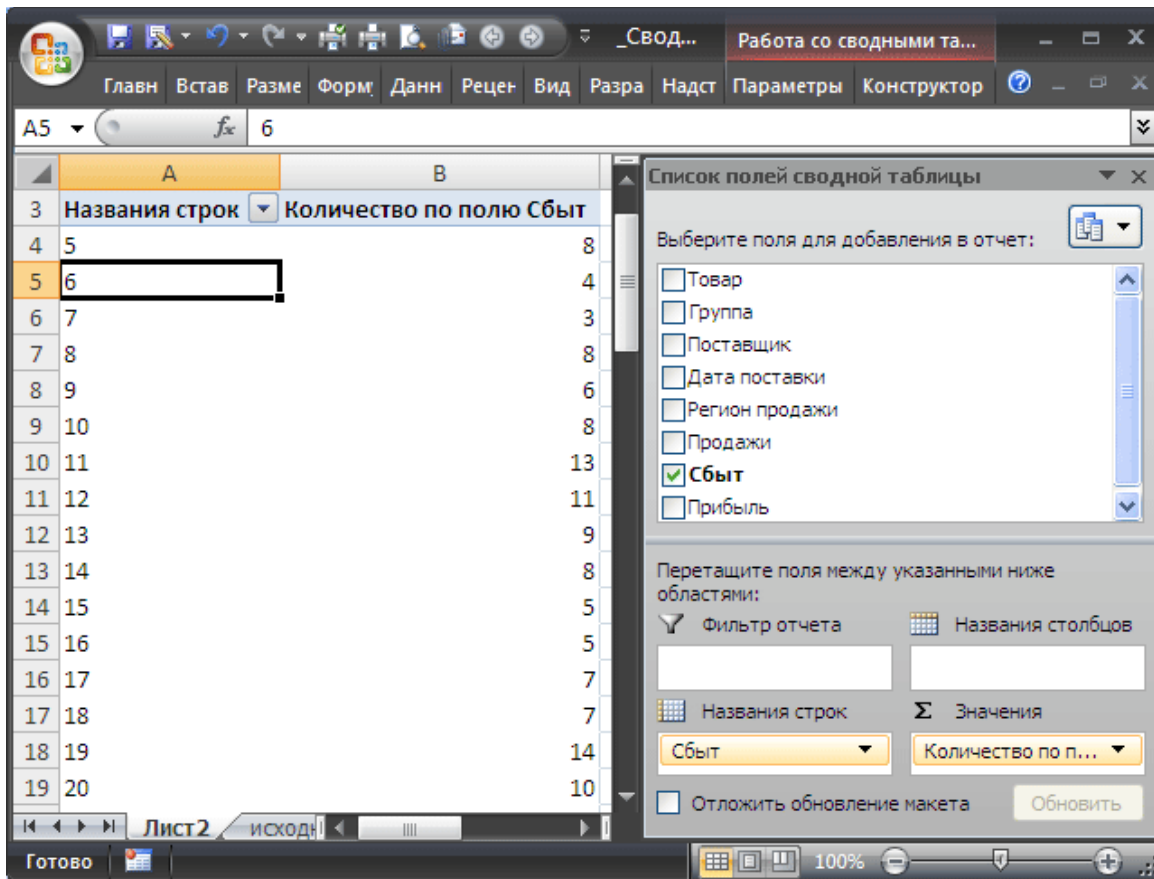 _Свод... Работа со сводными та...
Главн Встав Разме Форму Данн Рецен Вид Разра Надст Параметры Конструктор
A5 fx 6
A B
3 Названия строк Количество по полю Сбыт
4 5 8
5 6 4
6 7 3
7 8 8
8 9 6
9 10 8
10 11 13
11 12 11
12 13 9
13 14 8
14 15 5
15 16 5
16 17 7
17 18 7
18 19 14
19 20 10
Лист2 исходн
Готово 100%
Список полей сводной таблицы
Выберите поля для добавления в отчет:
Товар
Группа
Поставщик
Дата поставки
Регион продажи
Продажи
Сбыт
Прибыль
Перетащите поля между указанными ниже
областями:
Фильтр отчета Названия столбцов
Названия строк Σ Значения
Сбыт Количество по п...
Отложить обновление макета Обновить